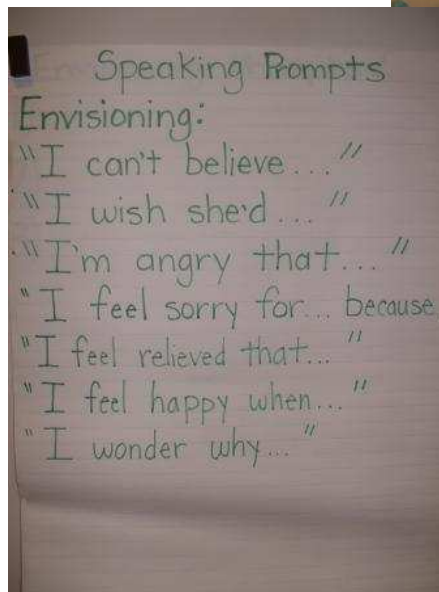 Speaking Prompts
Envisioning:
"I can't believe..."
"I wish she'd..."
"I'm angry that..."
"I feel sorry for... because
"I feel relieved that..."
"I feel happy when..."
"I wonder why..."